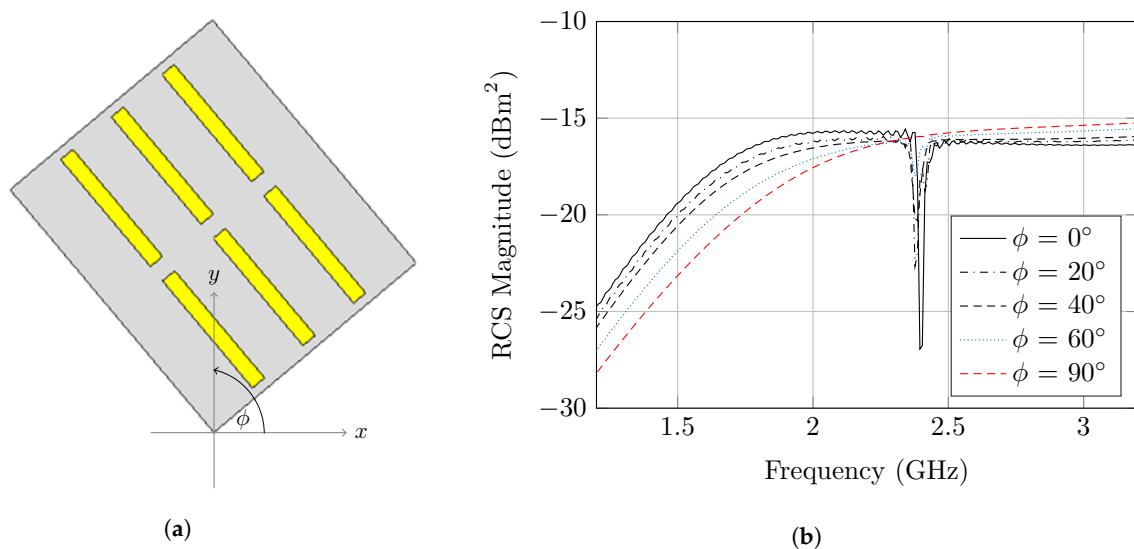 y
ϕ
x
(a)
RCS Magnitude (dBm²)
−10
−15
−20
−25
−30
1.5 2 2.5 3
Frequency (GHz)
ϕ = 0°
ϕ = 20°
ϕ = 40°
ϕ = 60°
ϕ = 90°
(b)